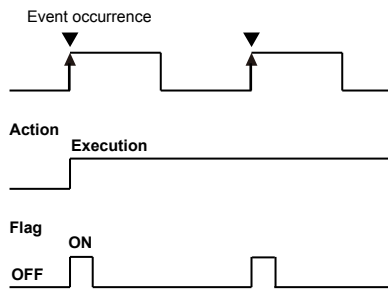 Event occurrence
Action
Execution
Flag
ON
OFF